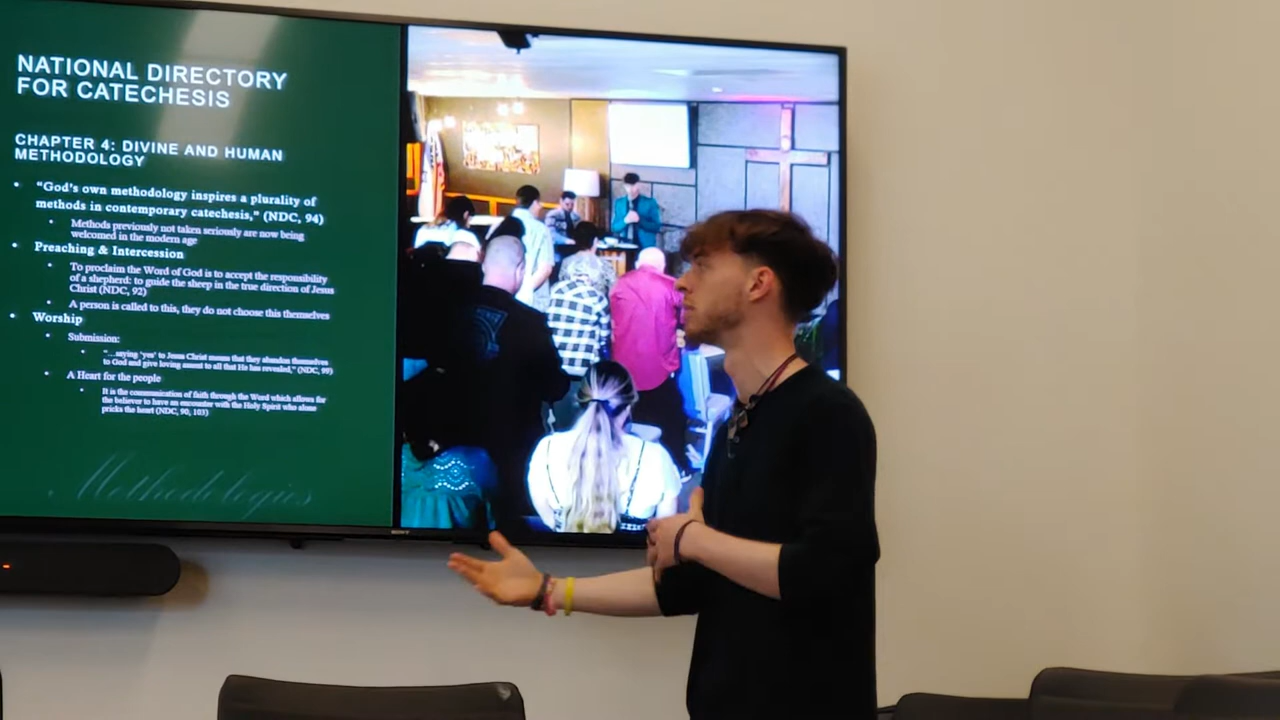 NATIONAL DIRECTORY
FOR CATECHESIS
CHAPTER 4: DIVINE AND HUMAN
METHODOLOGY
• "God's own methodology inspires a plurality of
methods in contemporary catechesis," (NDC, 94)
• Methods previously not taken seriously are now being
welcomed in the modern age
• Preaching & Intercession
• To proclaim the Word of God is to accept the responsibility
of a shepherd: to guide the sheep in the true direction of Jesus
Christ (NDC, 92)
• A person is called to this, they do not choose this themselves
• Worship
• Submission:
• "...saying 'yes' to Jesus Christ means that they abandon themselves
to God and give loving assent to all that He has revealed," (NDC, 99)
• A Heart for the people
• It is the communication of faith through the Word which allows for
the believer to have an encounter with the Holy Spirit who alone
pricks the heart (NDC, 90, 103)
Methodologies
SONY